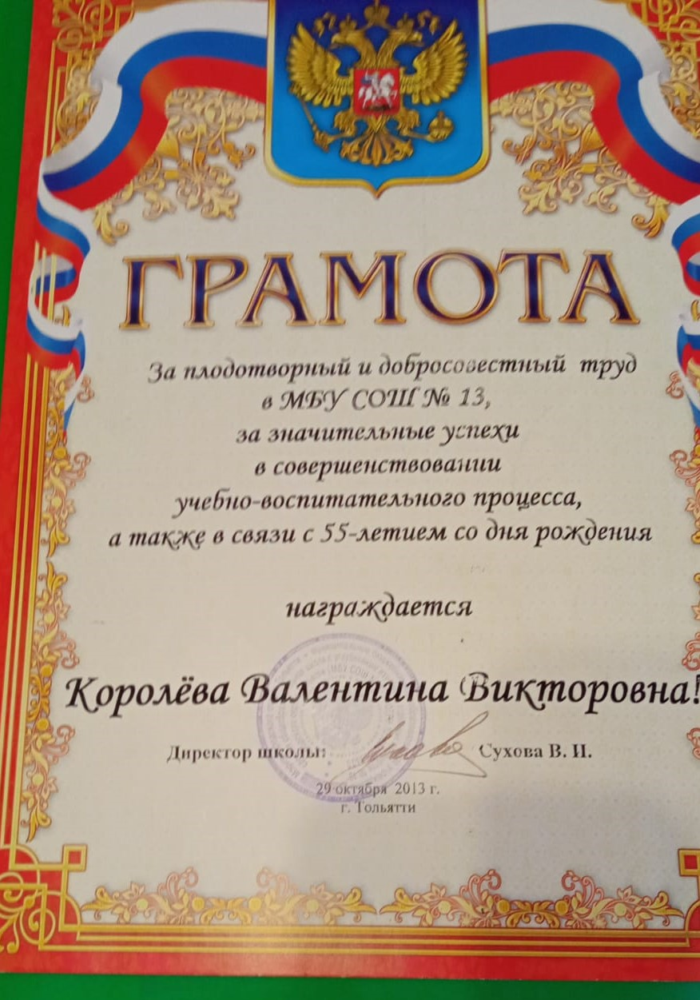 ГРАМОТА
За плодотворный и добросовестный труд
в МБУ СОШ № 13,
за значительные успехи
в совершенствовании
учебно-воспитательного процесса,
а также в связи с 55-летием со дня рождения
награждается
Королёва Валентина Викторовна!
Директор школы: Сухова В. И.
29 октября 2013 г.
г. Тольятти